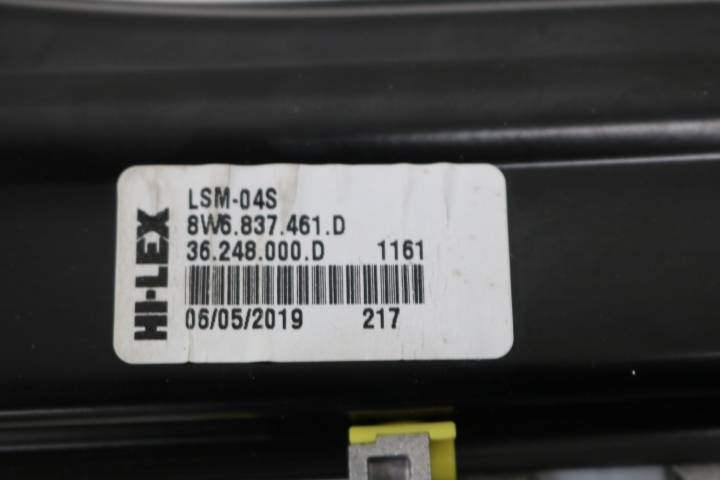 HI-LEX
LSM-04S
8W6.837.461.D
36.248.000.D 1161
06/05/2019 217